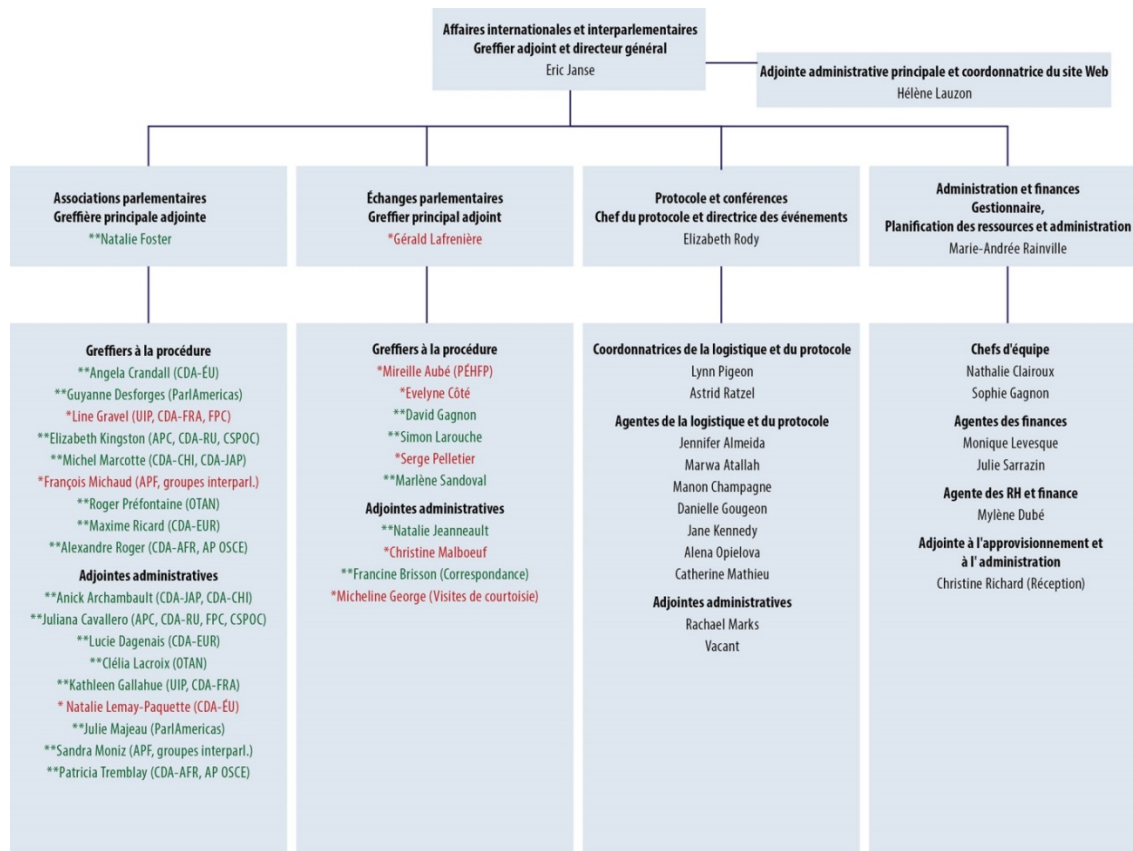 Affaires internationales et interparlementaires
Greffier adjoint et directeur général
Eric Janse
Adjointe administrative principale et coordonnatrice du site Web
Hélène Lauzon
Associations parlementaires
Greffière principale adjointe
**Natalie Foster
Échanges parlementaires
Greffier principal adjoint
*Gérald Lafrenière
Protocole et conférences
Chef du protocole et directrice des événements
Elizabeth Rody
Administration et finances
Gestionnaire,
Planification des ressources et administration
Marie-Andrée Rainville
Greffiers à la procédure
**Angela Crandall (CDA-ÉU)
**Guyanne Desforges (ParlAmericas)
*Line Gravel (UIP, CDA-FRA, FPC)
**Elizabeth Kingston (APC, CDA-RU, CSPOC)
**Michel Marcotte (CDA-CHI, CDA-JAP)
*François Michaud (APF, groupes interparl.)
**Roger Préfontaine (OTAN)
**Maxime Ricard (CDA-EUR)
**Alexandre Roger (CDA-AFR, AP OSCE)
Adjointes administratives
**Anick Archambault (CDA-JAP, CDA-CHI)
**Juliana Cavallero (APC, CDA-RU, FPC, CSPOC)
**Lucie Dagenais (CDA-EUR)
**Clélia Lacroix (OTAN)
**Kathleen Gallahue (UIP, CDA-FRA)
* Natalie Lemay-Paquette (CDA-ÉU)
**Julie Majeau (ParlAmericas)
**Sandra Moniz (APF, groupes interparl.)
**Patricia Tremblay (CDA-AFR, AP OSCE)
Greffiers à la procédure
*Mireille Aubé (PÉHFP)
*Evelyne Côté
**David Gagnon
**Simon Larouche
*Serge Pelletier
**Marlène Sandoval
Adjointes administratives
**Natalie Jeanneault
*Christine Malboeuf
**Francine Brisson (Correspondance)
*Micheline George (Visites de courtoisie)
Coordonnatrices de la logistique et du protocole
Lynn Pigeon
Astrid Ratzel
Agentes de la logistique et du protocole
Jennifer Almeida
Marwa Atallah
Manon Champagne
Danielle Gougeon
Jane Kennedy
Alena Opielova
Catherine Mathieu
Adjointes administratives
Rachael Marks
Vacant
Chefs d'équipe
Nathalie Clairoux
Sophie Gagnon
Agentes des finances
Monique Levesque
Julie Sarrazin
Agente des RH et finance
Mylène Dubé
Adjointe à l'approvisionnement et
à l' administration
Christine Richard (Réception)